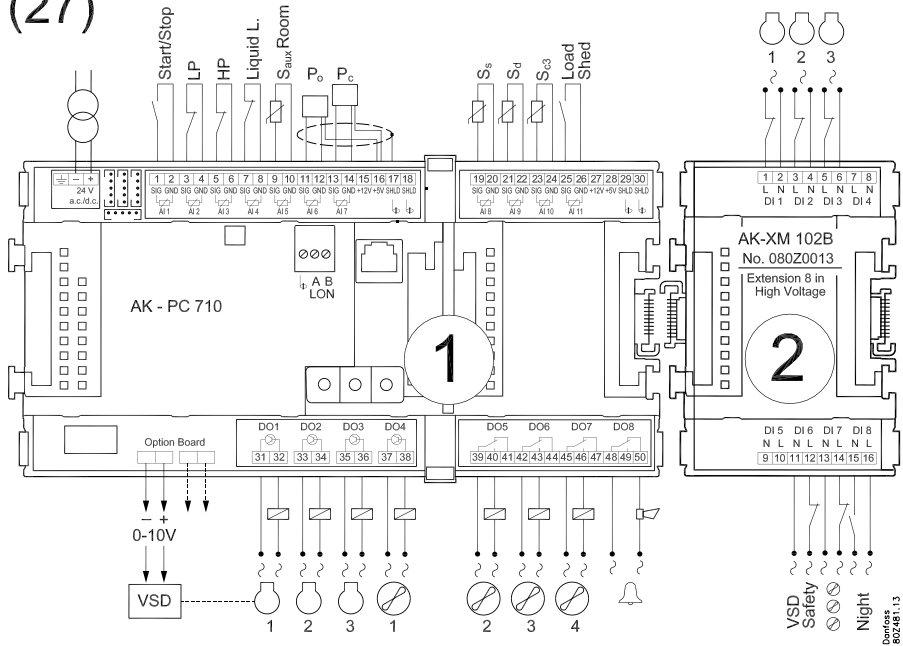 (27)
Start/Stop
LP
HP
Liquid L.
Saux Room
Po
Pc
Ss
Sd
Sc3
Load
Shed
1 2 3
– +
24 V
a.c./d.c.
1 2 3 4 5 6 7 8 9 10 11 12 13 14 15 16 17 18
SIG GND SIG GND SIG GND SIG GND SIG GND SIG GND SIG GND +12V +5V SHLD SHLD
AI 1 AI 2 AI 3 AI 4 AI 5 AI 6 AI 7
19 20 21 22 23 24 25 26 27 28 29 30
SIG GND SIG GND SIG GND SIG GND +12V +5V SHLD SHLD
AI 8 AI 9 AI 10 AI 11
1 2 3 4 5 6 7 8
L N L N L N L N
DI 1 DI 2 DI 3 DI 4
A B
LON
AK - PC 710
1
AK-XM 102B
No. 080Z0013
Extension 8 in
High Voltage
2
Option Board
DO1 DO2 DO3 DO4
31 32 33 34 35 36 37 38
DO5 DO6 DO7 DO8
39 40 41 42 43 44 45 46 47 48 49 50
DI 5 DI 6 DI 7 DI 8
N L N L N L N L
9 10 11 12 13 14 15 16
– +
0-10V
VSD
1 2 3 1
2 3 4
VSD
Safety
Night
Danfoss
80Z481.13